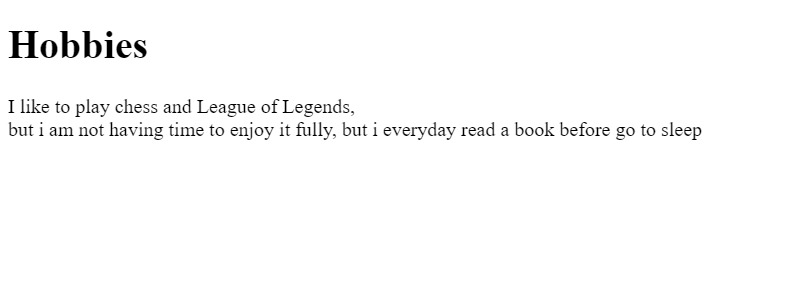 Hobbies
I like to play chess and League of Legends,
but i am not having time to enjoy it fully, but i everyday read a book before go to sleep